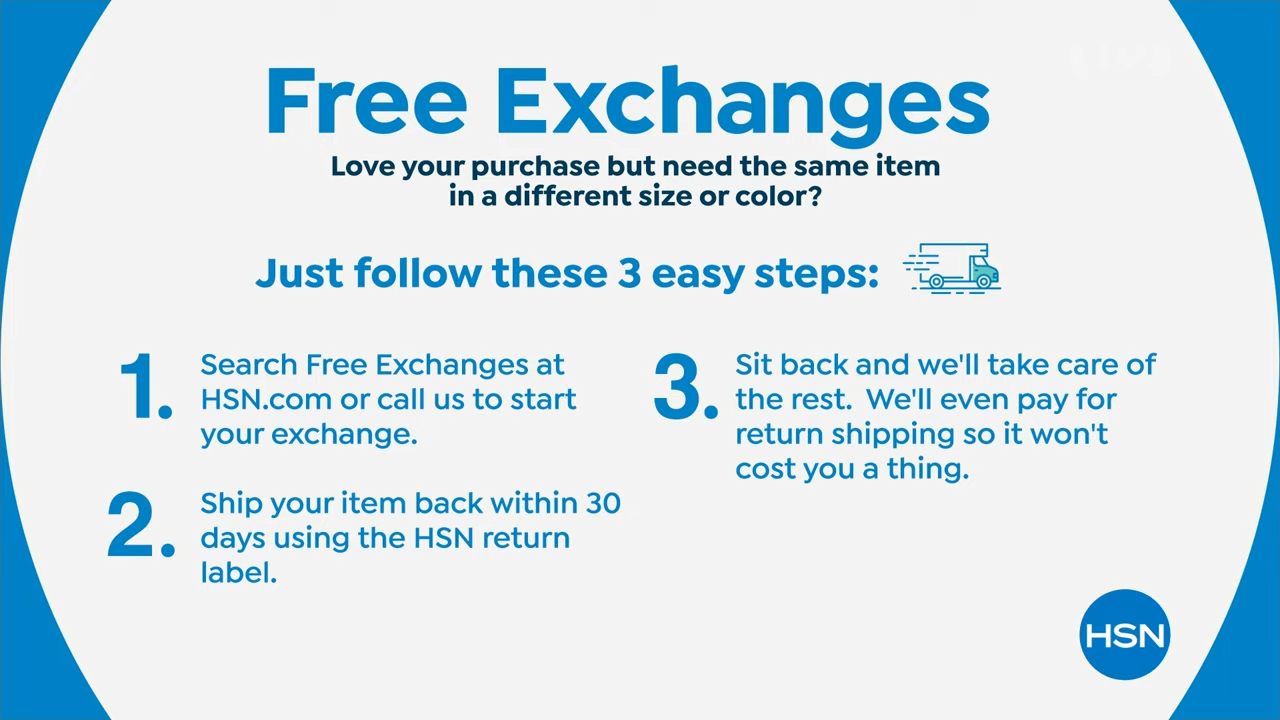 Free Exchanges
Love your purchase but need the same item
in a different size or color?
Just follow these 3 easy steps:
1. Search Free Exchanges at
HSN.com or call us to start
your exchange.
2. Ship your item back within 30
days using the HSN return
label.
3. Sit back and we'll take care of
the rest.  We'll even pay for
return shipping so it won't
cost you a thing.
HSN